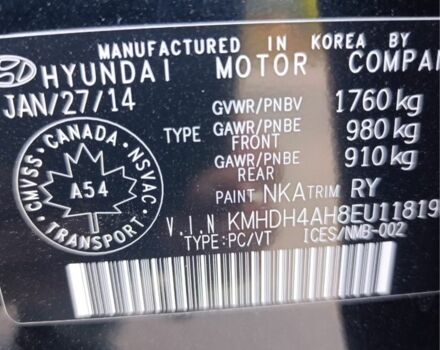 MANUFACTURED IN KOREA BY
HYUNDAI MOTOR COMPAN
JAN/27/14
GVWR/PNBV 1760 kg
TYPE GAWR/PNBE FRONT 980 kg
GAWR/PNBE REAR 910 kg
PAINT NKA TRIM RY
V.I.N KMHDH4AH8EU11819
TYPE:PC/VT ICES/NMB-002
CMVSS • CANADA • NSVAC
A54
TRANSPORT